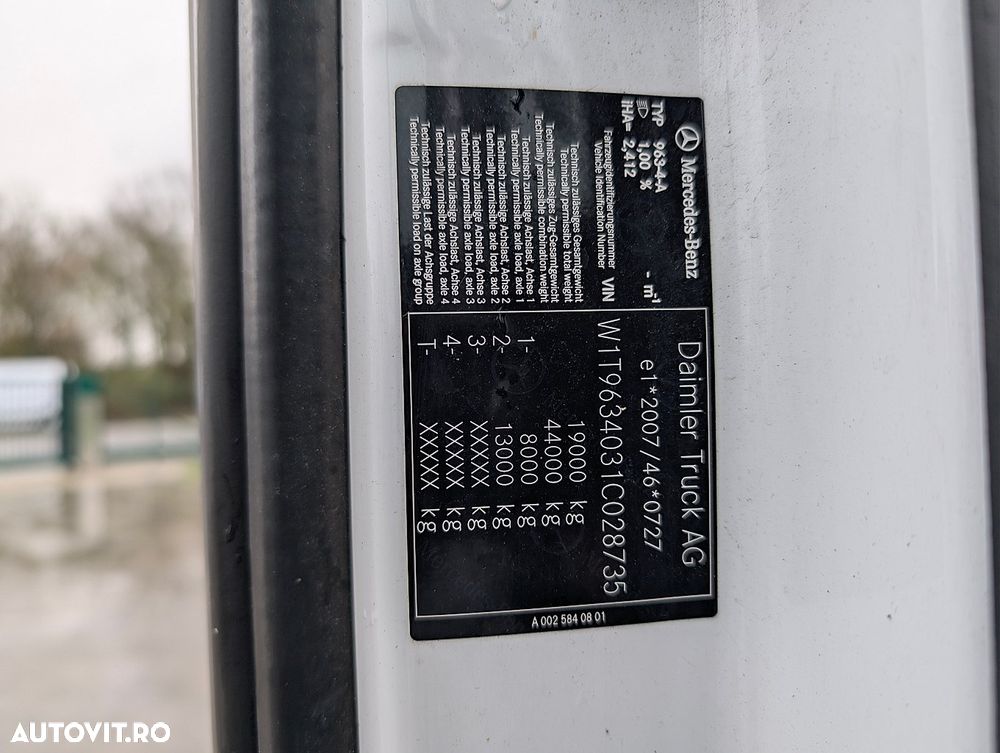 Mercedes-Benz
TYP 963-4-A
1,00 %
- m-1
iHA= 2,412
Daimler Truck AG
e1*2007/46*0727
Fahrzeugidentifizierungsnummer
Vehicle Identification Number
VIN
W1T9634031C028735
Technisch zulässiges Gesamtgewicht
Technically permissible total weight
19000 kg
Technisch zulässiges Zug-Gesamtgewicht
Technically permissible combination weight
44000 kg
Technisch zulässige Achslast, Achse 1
Technically permissible axle load, axle 1
1- 8000 kg
Technisch zulässige Achslast, Achse 2
Technically permissible axle load, axle 2
2- 13000 kg
Technisch zulässige Achslast, Achse 3
Technically permissible axle load, axle 3
3- XXXXX kg
Technisch zulässige Achslast, Achse 4
Technically permissible axle load, axle 4
4- XXXXX kg
Technisch zulässige Last der Achsgruppe
Technically permissible load on axle group
T- XXXXX kg
A 002 584 08 01
AUTOVIT.RO